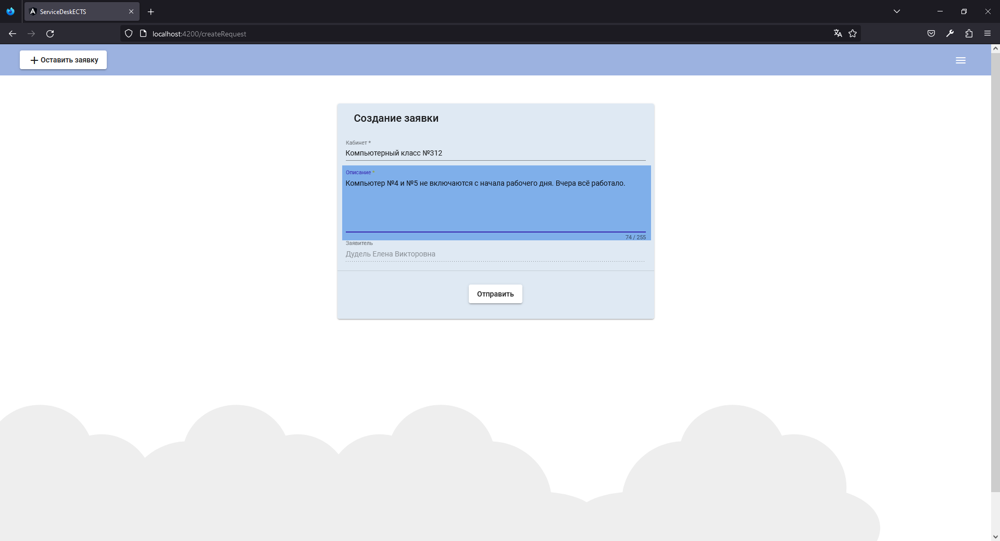 ServiceDeskECTS
localhost:4200/createRequest
Оставить заявку
Создание заявки
Кабинет *
Компьютерный класс №312
Описание *
Компьютер №4 и №5 не включаются с начала рабочего дня. Вчера всё работало.
74 / 255
Заявитель
Дудель Елена Викторовна
Отправить